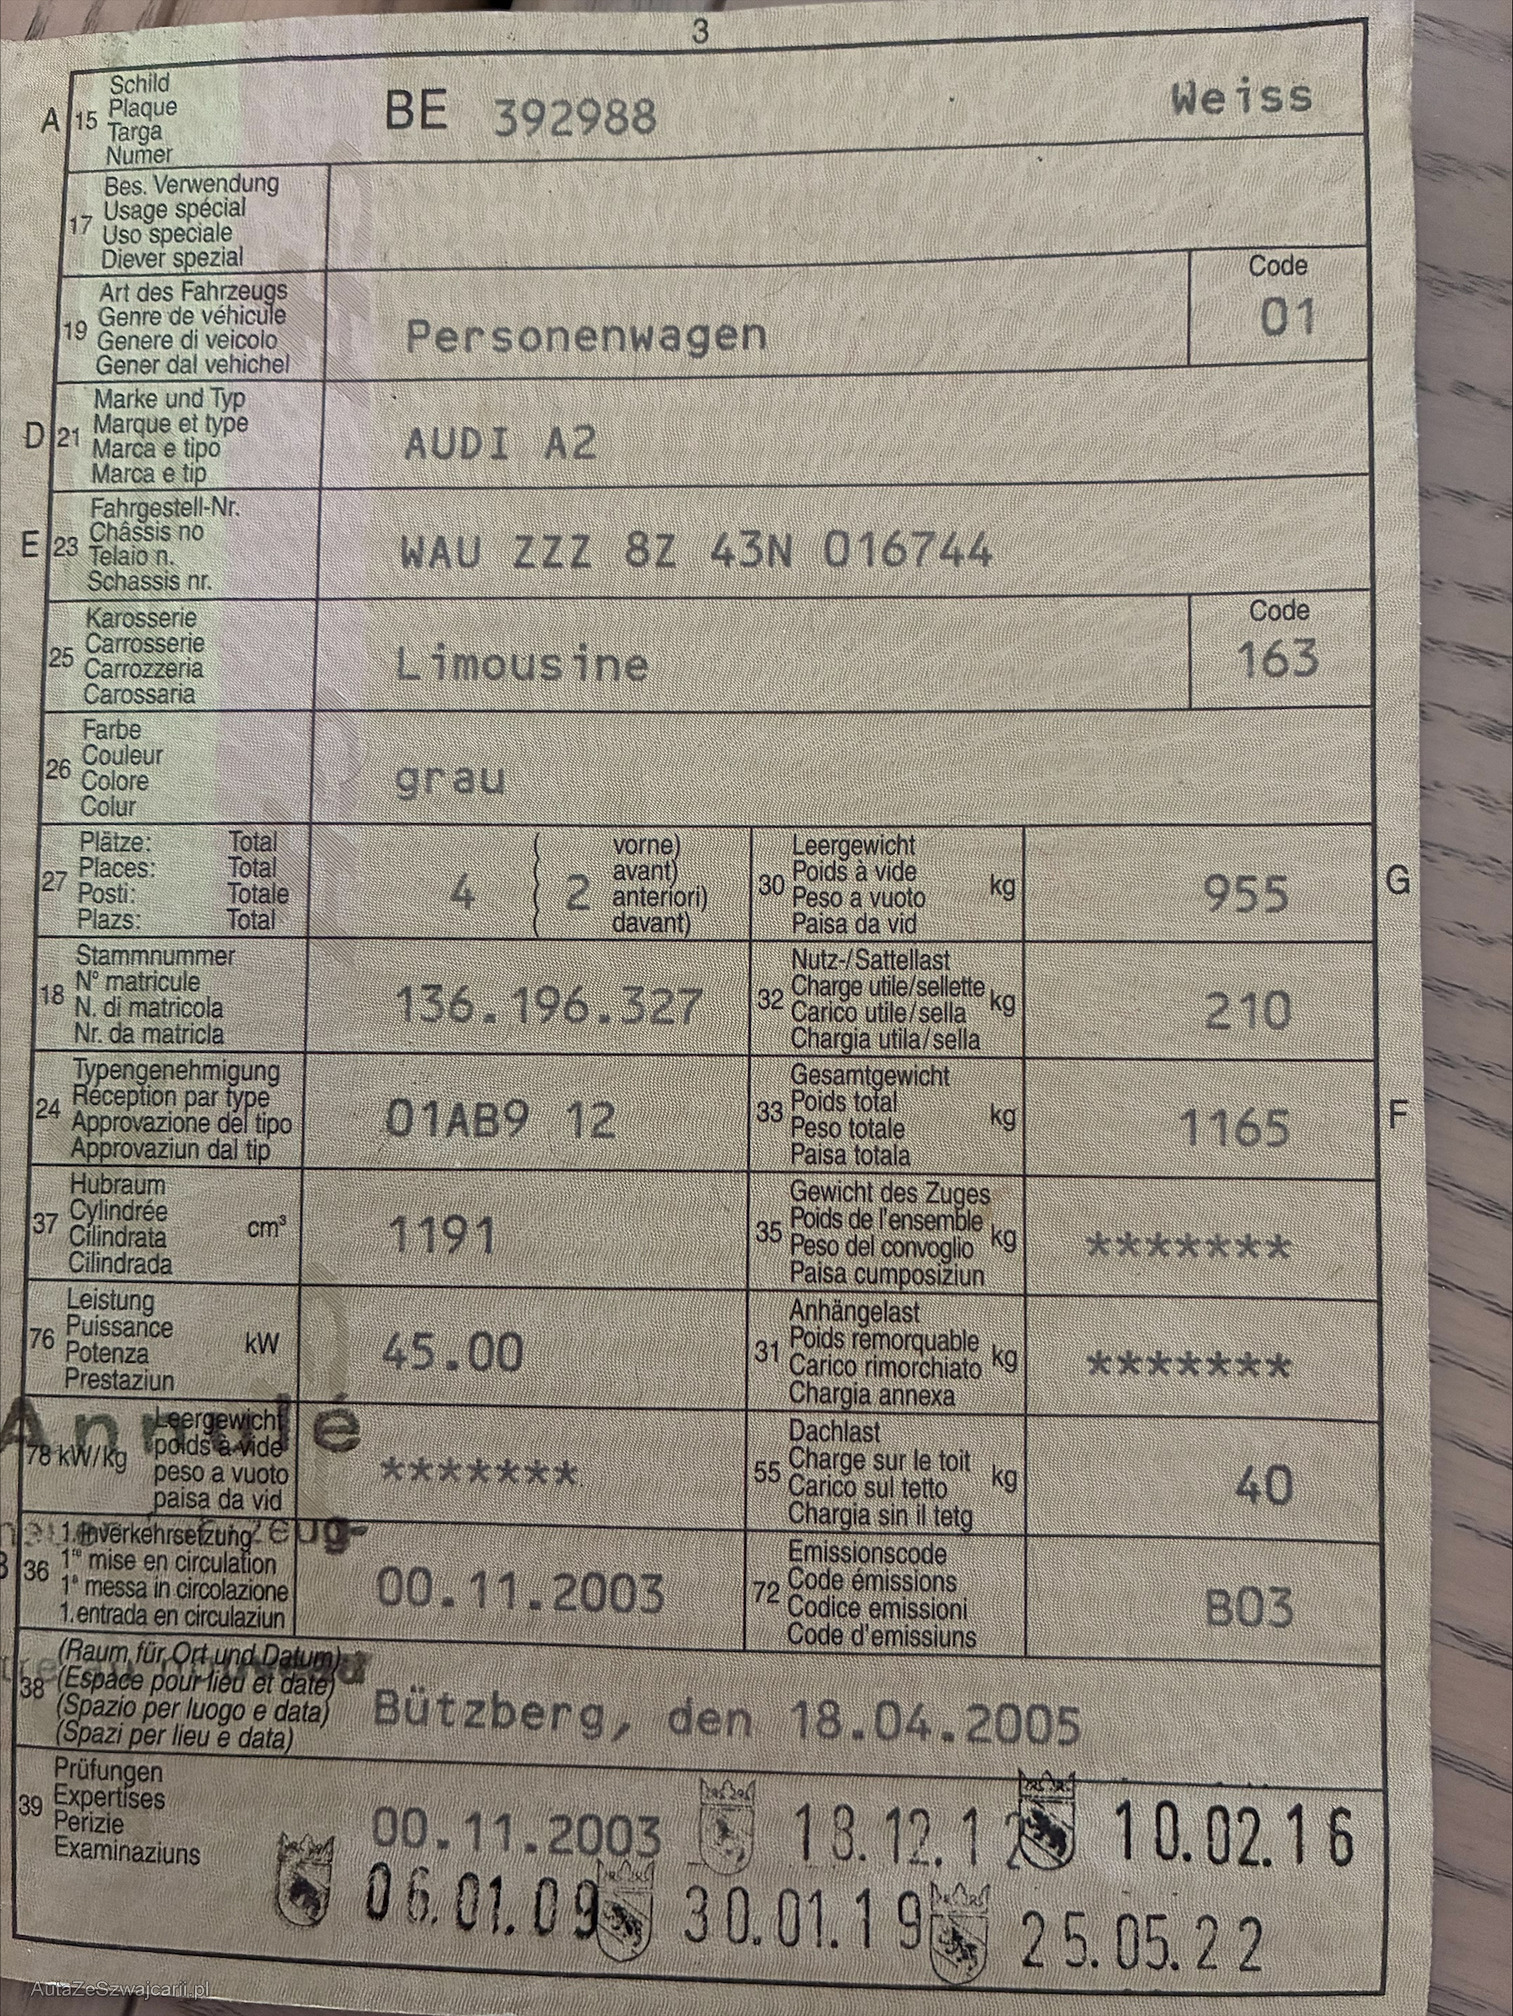 3
A 15 Schild
Plaque
Targa
Numer
BE 392988 Weiss
17 Bes. Verwendung
Usage spécial
Uso speciale
Diever spezial
19 Art des Fahrzeugs
Genre de véhicule
Genere di veicolo
Gener dal vehichel
Personenwagen
Code
01
D 21 Marke und Typ
Marque et type
Marca e tipo
Marca e tip
AUDI A2
E 23 Fahrgestell-Nr.
Châssis no
Telaio n.
Schassis nr.
WAU ZZZ 8Z 43N 016744
25 Karosserie
Carrosserie
Carrozzeria
Carossaria
Limousine
Code
163
26 Farbe
Couleur
Colore
Colur
grau
27 Plätze: Total
Places: Total
Posti: Totale
Plazs: Total
4 ( 2 vorne)
avant)
anteriori)
davant)
30 Leergewicht
Poids à vide
Peso a vuoto
Paisa da vid
kg
955
G
18 Stammnummer
N° matricule
N. di matricola
Nr. da matricla
136.196.327
32 Nutz-/Sattellast
Charge utile/sellette
Carico utile/sella
Chargia utila/sella
kg
210
24 Typengenehmigung
Réception par type
Approvazione del tipo
Approvaziun dal tip
01AB9 12
33 Gesamtgewicht
Poids total
Peso totale
Paisa totala
kg
1165
F
37 Hubraum
Cylindrée
Cilindrata
Cilindrada
cm³
1191
35 Gewicht des Zuges
Poids de l'ensemble
Peso del convoglio
Paisa cumposiziun
kg
*******
76 Leistung
Puissance
Potenza
Prestaziun
kW
45.00
31 Anhängelast
Poids remorquable
Carico rimorchiato
Chargia annexa
kg
*******
Annulé
78 kW/kg Leergewicht
poids à vide
peso a vuoto
paisa da vid
*******
55 Dachlast
Charge sur le toit
Carico sul tetto
Chargia sin il tetg
kg
40
B 36 1.Inverkehrsetzung
1re mise en circulation
1a messa in circolazione
1.entrada en circulaziun
00.11.2003
72 Emissionscode
Code émissions
Codice emissioni
Code d'emissiuns
B03
38 (Raum für Ort und Datum)
(Espace pour lieu et date)
(Spazio per luogo e data)
(Spazi per lieu e data)
Bützberg, den 18.04.2005
39 Prüfungen
Expertises
Perizie
Examinaziuns
00.11.2003 18.12.12 10.02.16
06.01.09 30.01.19 25.05.22
AutaZeSzwajcarii.pl